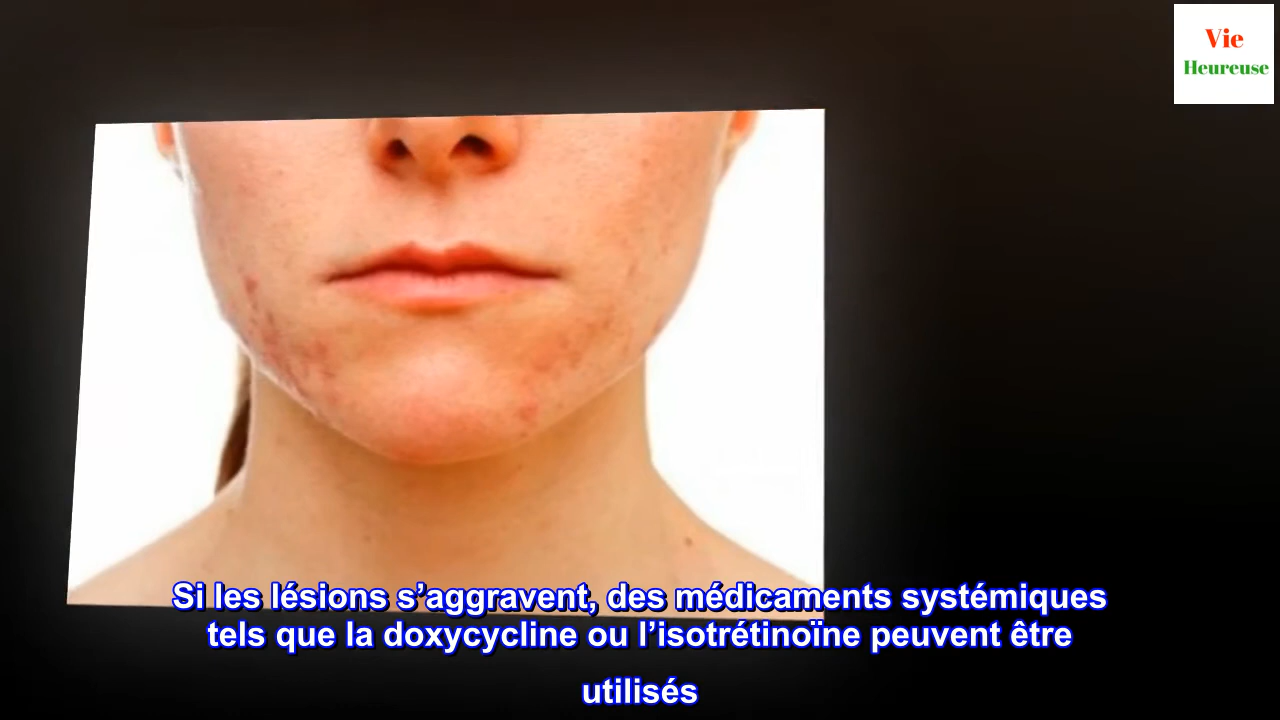 Vie
Heureuse
Si les lésions s’aggravent, des médicaments systémiques
tels que la doxycycline ou l’isotrétinoïne peuvent être
utilisés